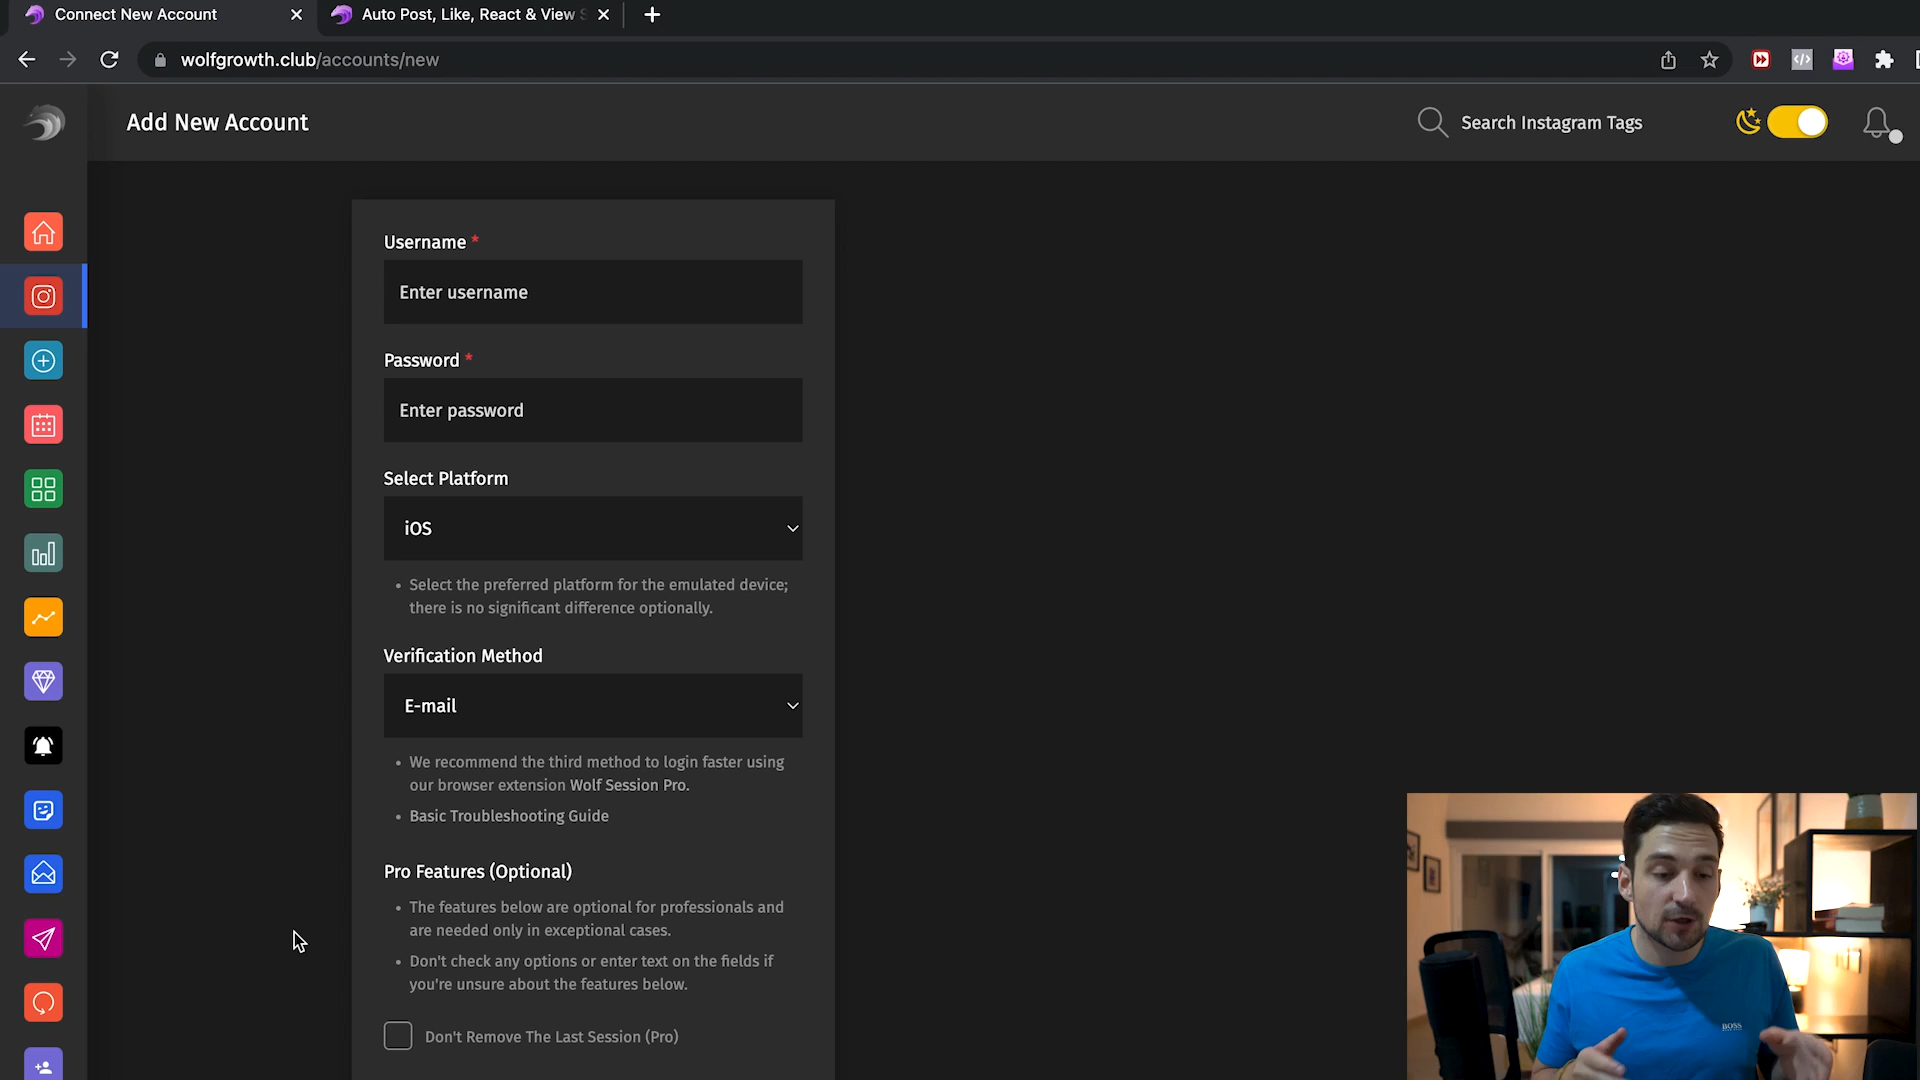 Connect New Account
Auto Post, Like, React & View
wolfgrowth.club/accounts/new
Add New Account
Search Instagram Tags
Username *
Enter username
Password *
Enter password
Select Platform
iOS
• Select the preferred platform for the emulated device;
there is no significant difference optionally.
Verification Method
E-mail
• We recommend the third method to login faster using
our browser extension Wolf Session Pro.
• Basic Troubleshooting Guide
Pro Features (Optional)
• The features below are optional for professionals and
are needed only in exceptional cases.
• Don't check any options or enter text on the fields if
you're unsure about the features below.
Don't Remove The Last Session (Pro)
BOSS